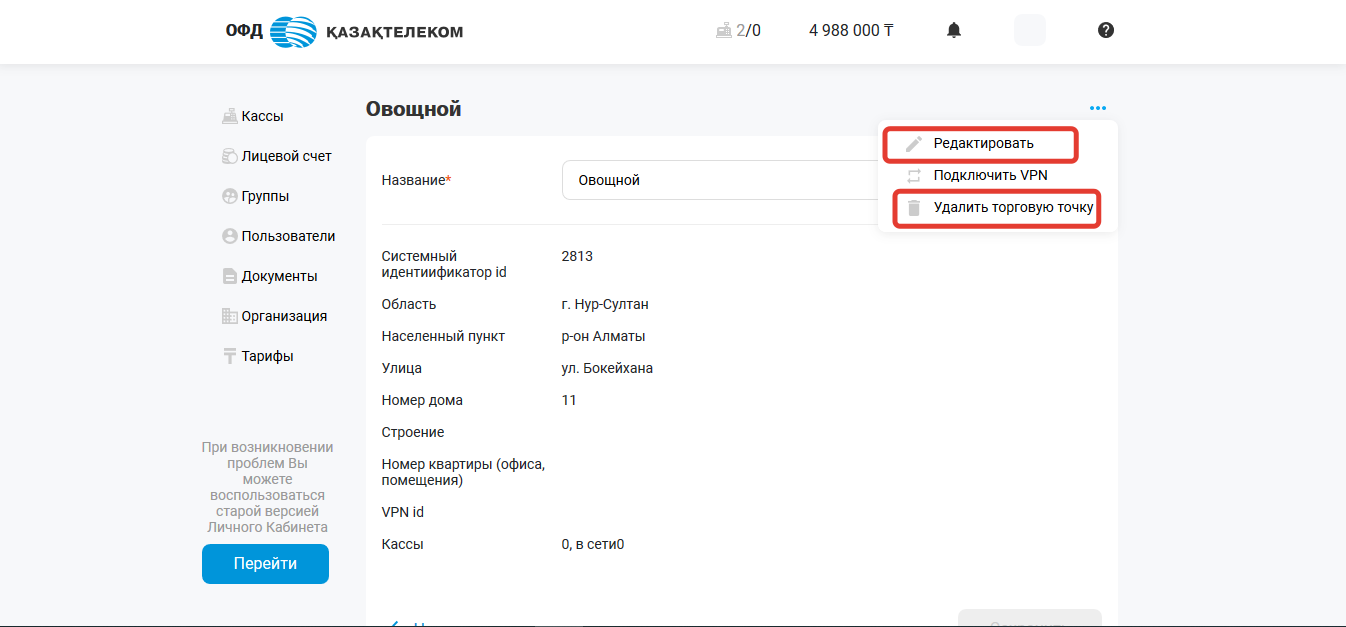 ОФД ҚАЗАҚТЕЛЕКОМ
2/0
4 988 000 ₸
Кассы
Лицевой счет
Группы
Пользователи
Документы
Организация
Тарифы
При возникновении
проблем Вы
можете
воспользоваться
старой версией
Личного Кабинета
Перейти
Овощной
Редактировать
Подключить VPN
Удалить торговую точку
Название*
Овощной
Системный
идентиификатор id
2813
Область
г. Нур-Султан
Населенный пункт
р-он Алматы
Улица
ул. Бокейхана
Номер дома
11
Строение
Номер квартиры (офиса,
помещения)
VPN id
Кассы
0, в сети0